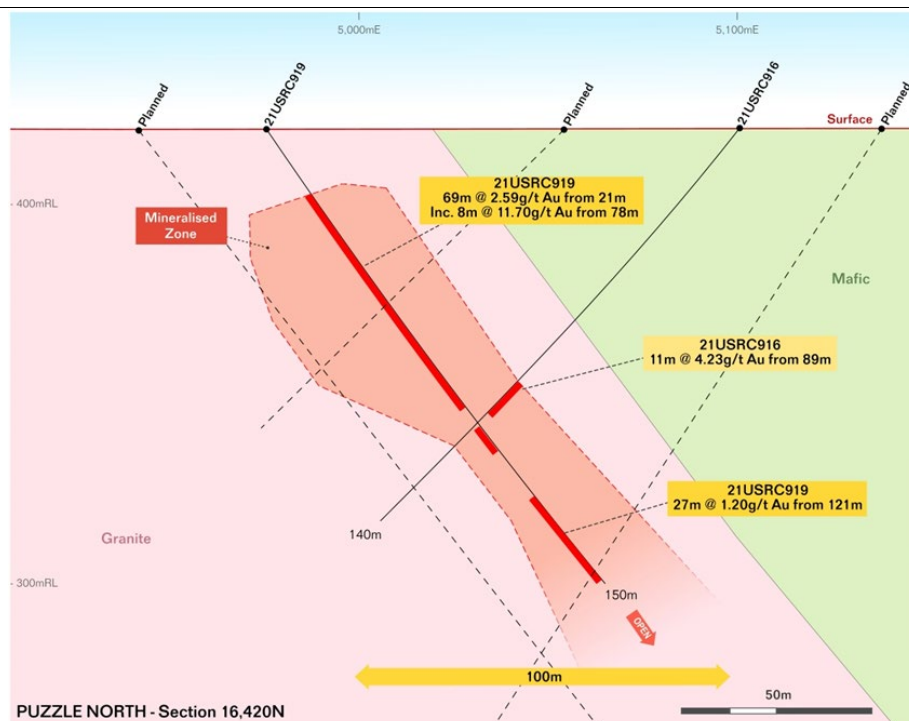 5,000mE
5,100mE
Planned
21USRC919
Planned
21USRC916
Planned
Surface
400mRL
21USRC919
69m @ 2.59g/t Au from 21m
Inc. 8m @ 11.70g/t Au from 78m
Mineralised
Zone
Mafic
21USRC916
11m @ 4.23g/t Au from 89m
21USRC919
27m @ 1.20g/t Au from 121m
140m
Granite
300mRL
150m
OPEN
100m
50m
PUZZLE NORTH - Section 16,420N